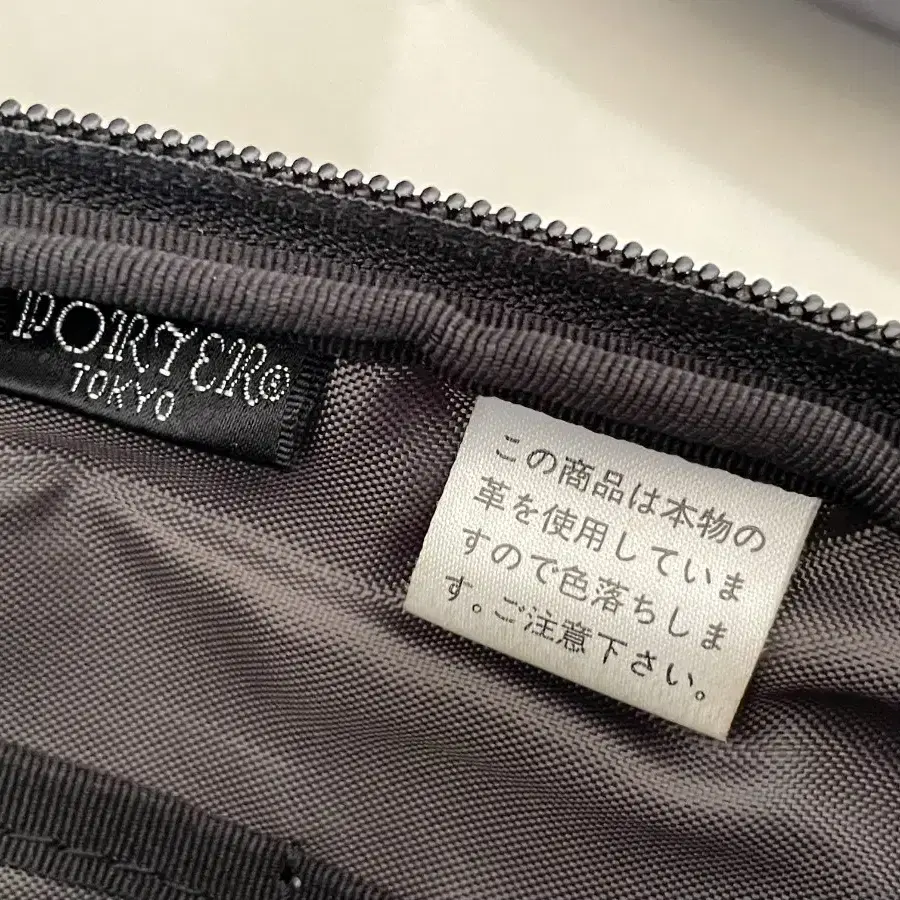 PORTER®
TOKYO
この商品は本物の
革を使用していま
すので色落ちしま
す。ご注意下さい。